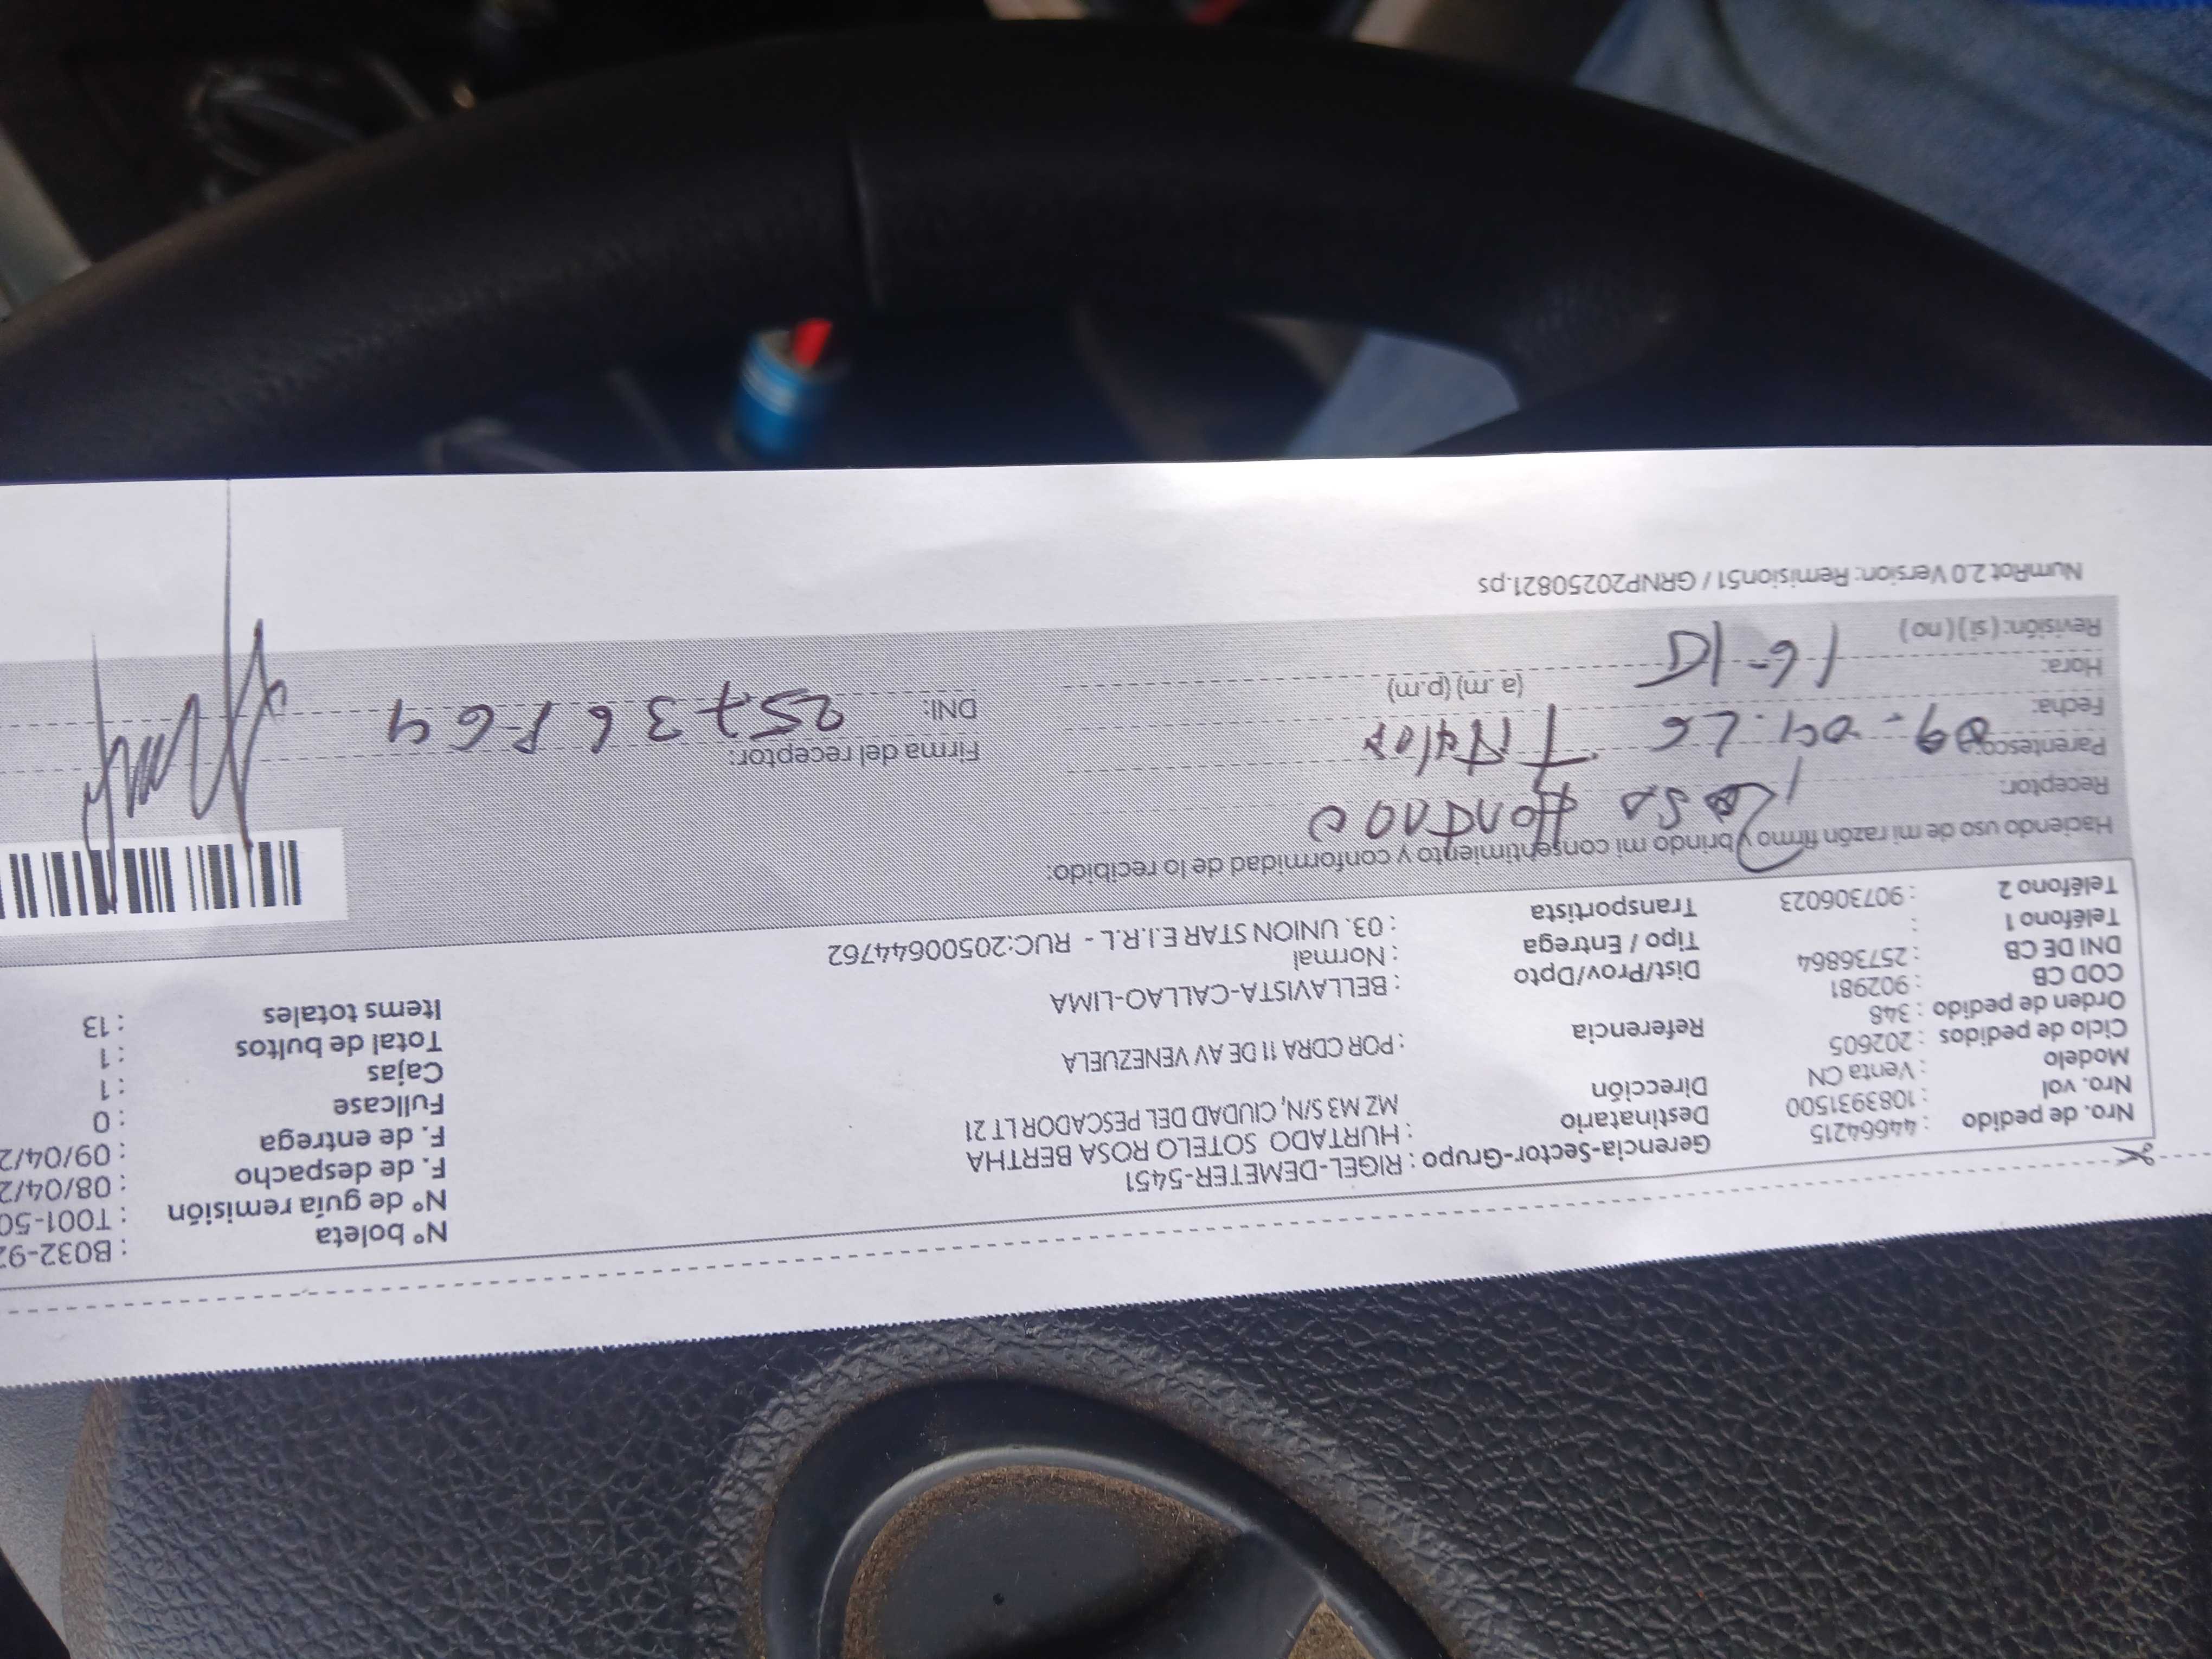 Nro. de pedido : 44664215
Nro. vol : 1083931500
Modelo : Venta CN
Ciclo de pedidos : 202605
Orden de pedido : 348
COD CB : 902981
DNI DE CB : 25736864
Teléfono 1 :
Teléfono 2 : 907306023
Gerencia-Sector-Grupo : RIGEL-DEMETER-5451
Destinatario : HURTADO SOTELO ROSA BERTHA
Dirección MZ M3 S/N, CIUDAD DEL PESCADOR LT 21
Referencia : POR CDRA 11 DE AV VENEZUELA
Dist/Prov/Dpto : BELLAVISTA-CALLAO-LIMA
Tipo / Entrega : Normal
Transportista : 03. UNION STAR E.I.R.L - RUC:20500644762
N° boleta : B032-92
N° de guía remisión : T001-50
F. de despacho : 08/04/2
F. de entrega : 09/04/2
Fullcase : 0
Cajas : 1
Total de bultos : 1
Items totales : 13
Haciendo uso de mi razón firmo y brindo mi consentimiento y conformidad de lo recibido:
Receptor: Rosa
Parentesco:
Fecha: 09-04-26
Hora: 16-10 (a. m) (p.m)
Revisión: ( si ) ( no )
Firma del receptor:
DNI: 25736864
NumRot 2.0 Version: Remision51 / GRNP20250821.ps